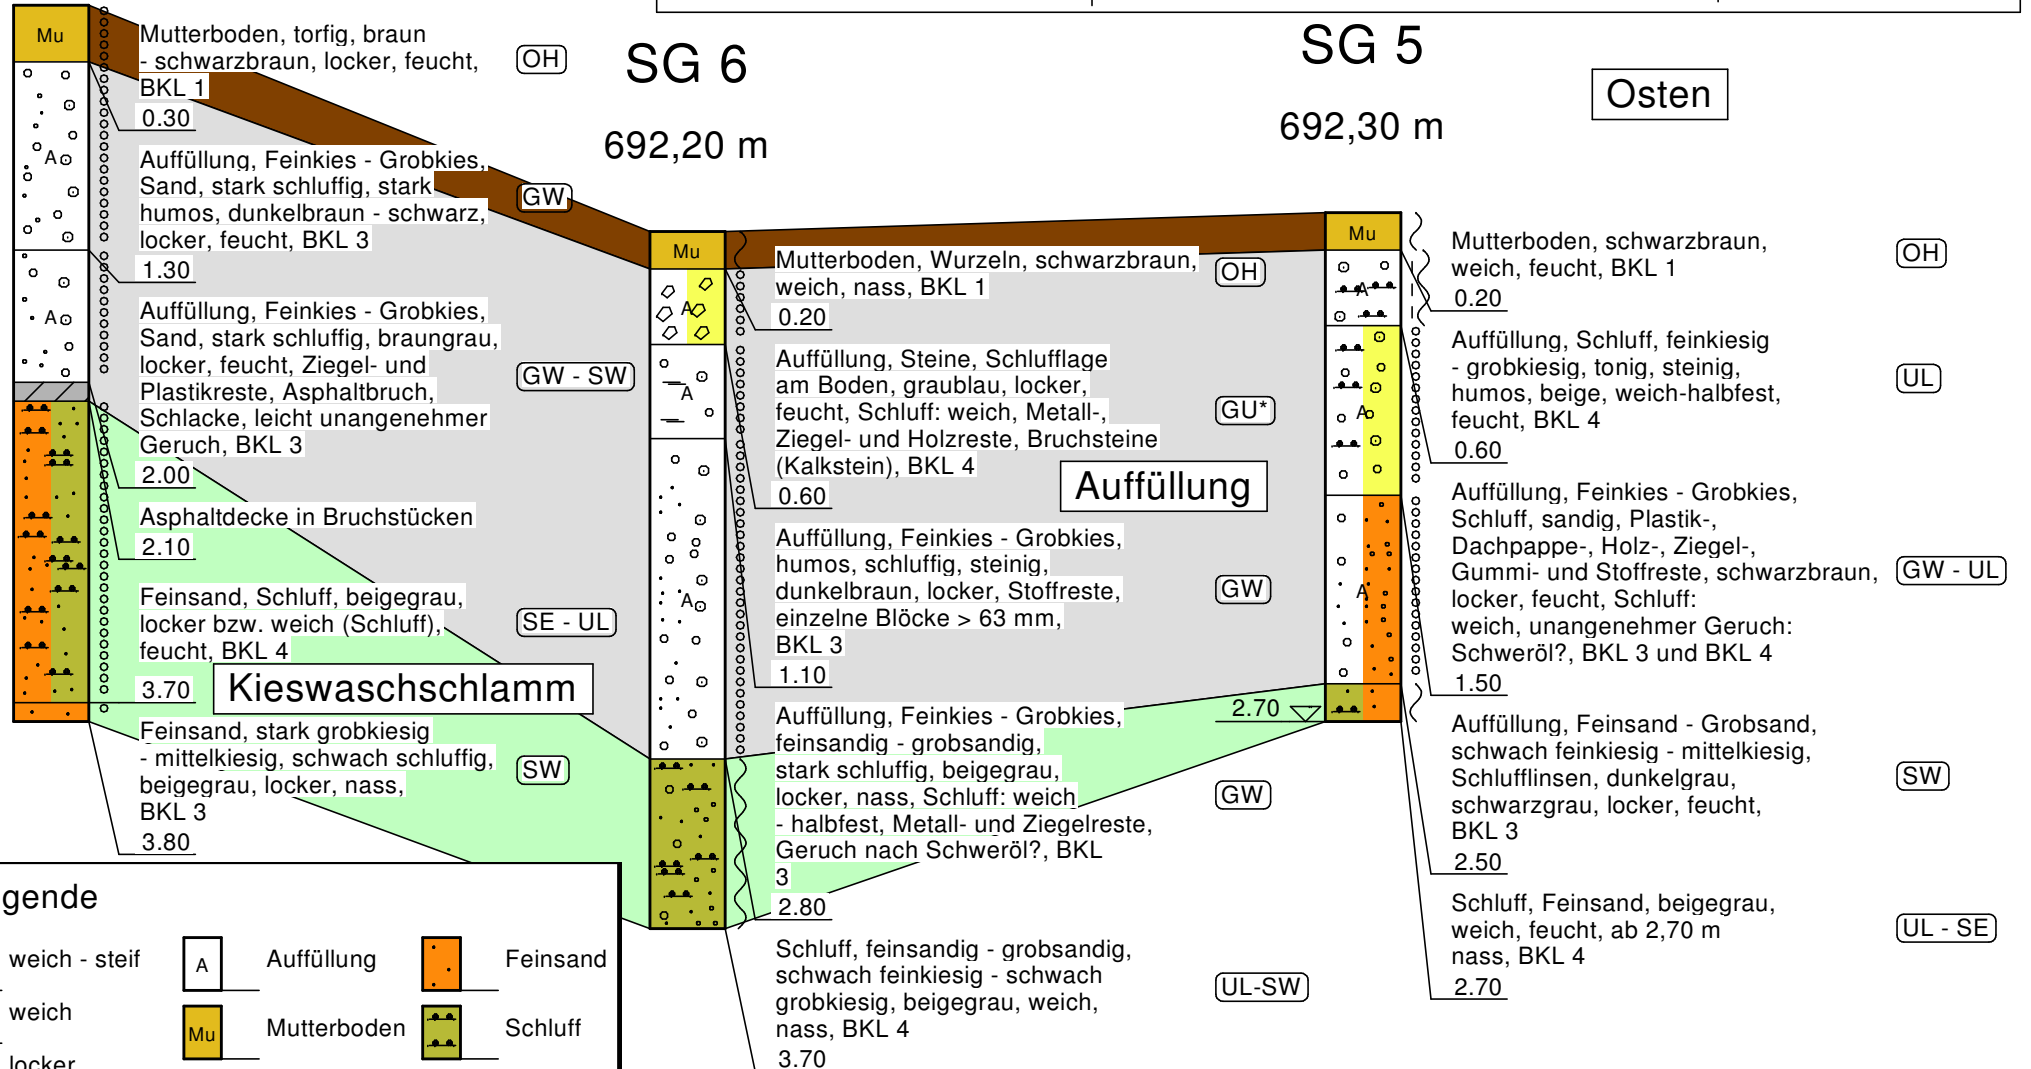 Mu
Mutterboden, torfig, braun
- schwarzbraun, locker, feucht,
BKL 1
0.30
OH
A
Auffüllung, Feinkies - Grobkies,
Sand, stark schluffig, stark
humos, dunkelbraun - schwarz,
locker, feucht, BKL 3
1.30
GW
A
Auffüllung, Feinkies - Grobkies,
Sand, stark schluffig, braungrau,
locker, feucht, Ziegel- und
Plastikreste, Asphaltbruch,
Schlacke, leicht unangenehmer
Geruch, BKL 3
2.00
GW - SW
Asphaltdecke in Bruchstücken
2.10
Feinsand, Schluff, beigegrau,
locker bzw. weich (Schluff),
feucht, BKL 4
3.70
SE - UL
Kieswaschschlamm
Feinsand, stark grobkiesig
- mittelkiesig, schwach schluffig,
beigegrau, locker, nass,
BKL 3
3.80
SW
SG 6
692,20 m
Mu
Mutterboden, Wurzeln, schwarzbraun,
weich, nass, BKL 1
0.20
OH
A
Auffüllung, Steine, Schlufflage
am Boden, graublau, locker,
feucht, Schluff: weich, Metall-,
Ziegel- und Holzreste, Bruchsteine
(Kalkstein), BKL 4
0.60
GU*
A
Auffüllung
Auffüllung, Feinkies - Grobkies,
humos, schluffig, steinig,
dunkelbraun, locker, Stoffreste,
einzelne Blöcke > 63 mm,
BKL 3
1.10
GW
A
Auffüllung, Feinkies - Grobkies,
feinsandig - grobsandig,
stark schluffig, beigegrau,
locker, nass, Schluff: weich
- halbfest, Metall- und Ziegelreste,
Geruch nach Schweröl?, BKL
3
2.80
GW
Schluff, feinsandig - grobsandig,
schwach feinkiesig - schwach
grobkiesig, beigegrau, weich,
nass, BKL 4
3.70
UL-SW
SG 5
692,30 m
Osten
Mu
Mutterboden, schwarzbraun,
weich, feucht, BKL 1
0.20
OH
A
Auffüllung, Schluff, feinkiesig
- grobkiesig, tonig, steinig,
humos, beige, weich-halbfest,
feucht, BKL 4
0.60
UL
A
Auffüllung, Feinkies - Grobkies,
Schluff, sandig, Plastik-,
Dachpappe-, Holz-, Ziegel-,
Gummi- und Stoffreste, schwarzbraun,
locker, feucht, Schluff:
weich, unangenehmer Geruch:
Schweröl?, BKL 3 und BKL 4
1.50
GW - UL
A
2.70
Auffüllung, Feinsand - Grobsand,
schwach feinkiesig - mittelkiesig,
Schlufflinsen, dunkelgrau,
schwarzgrau, locker, feucht,
BKL 3
2.50
SW
Schluff, Feinsand, beigegrau,
weich, feucht, ab 2,70 m
nass, BKL 4
2.70
UL - SE
gende
weich - steif
A
Auffüllung
Feinsand
weich
Mu
Mutterboden
Schluff
locker